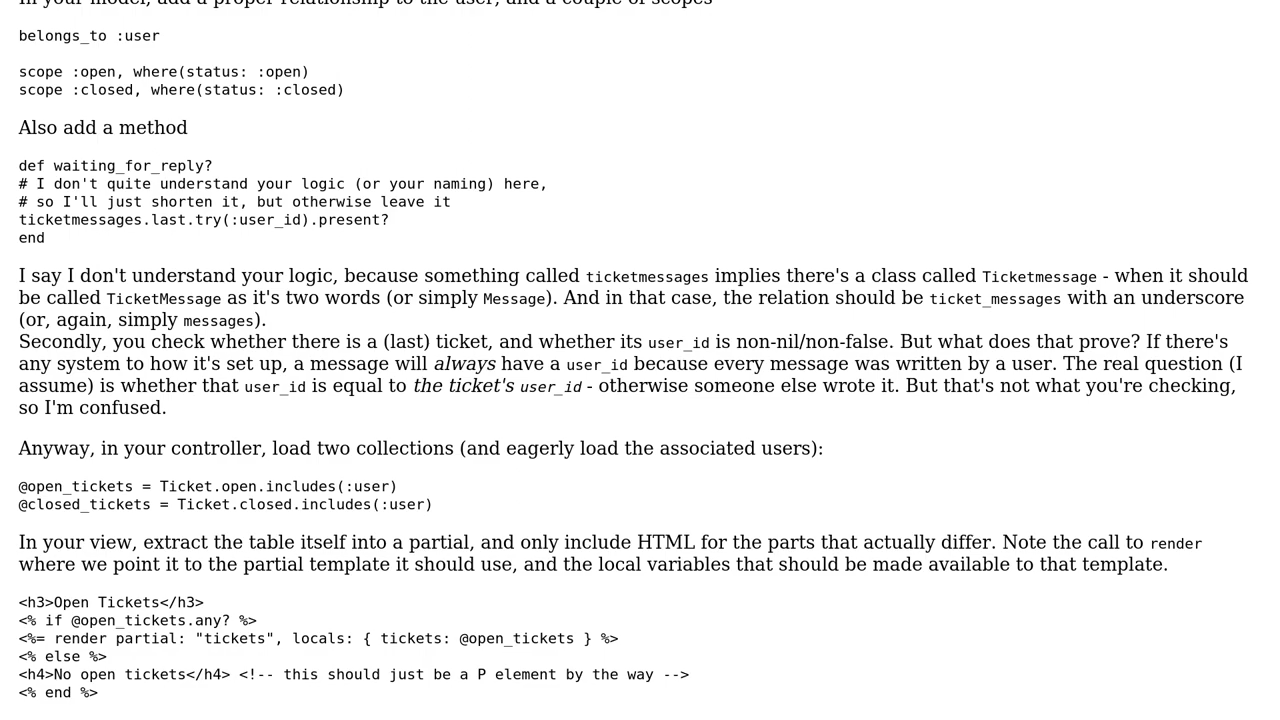 In your model, add a proper relationship to the user, and a couple of scopes
belongs_to :user
scope :open, where(status: :open)
scope :closed, where(status: :closed)
Also add a method
def waiting_for_reply?
# I don't quite understand your logic (or your naming) here,
# so I'll just shorten it, but otherwise leave it
ticketmessages.last.try(:user_id).present?
end
I say I don't understand your logic, because something called ticketmessages implies there's a class called Ticketmessage - when it should
be called TicketMessage as it's two words (or simply Message). And in that case, the relation should be ticket_messages with an underscore
(or, again, simply messages).
Secondly, you check whether there is a (last) ticket, and whether its user_id is non-nil/non-false. But what does that prove? If there's
any system to how it's set up, a message will always have a user_id because every message was written by a user. The real question (I
assume) is whether that user_id is equal to the ticket's user_id - otherwise someone else wrote it. But that's not what you're checking,
so I'm confused.
Anyway, in your controller, load two collections (and eagerly load the associated users):
@open_tickets = Ticket.open.includes(:user)
@closed_tickets = Ticket.closed.includes(:user)
In your view, extract the table itself into a partial, and only include HTML for the parts that actually differ. Note the call to render
where we point it to the partial template it should use, and the local variables that should be made available to that template.
<h3>Open Tickets</h3>
<% if @open_tickets.any? %>
<%= render partial: "tickets", locals: { tickets: @open_tickets } %>
<% else %>
<h4>No open tickets</h4> <!-- this should just be a P element by the way -->
<% end %>